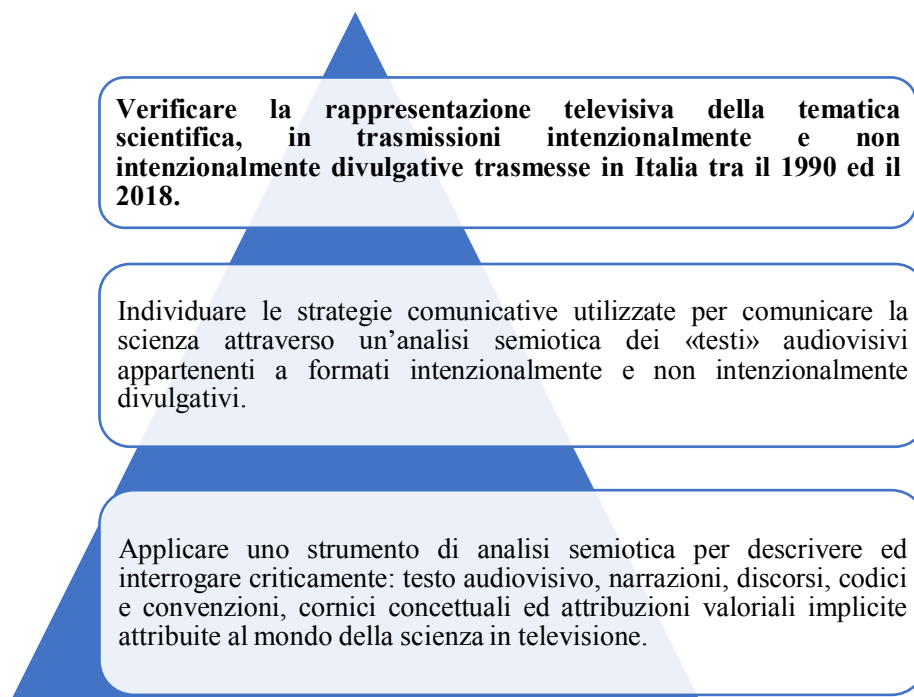 Verificare la rappresentazione televisiva della tematica
scientifica, in trasmissioni intenzionalmente e non
intenzionalmente divulgative trasmesse in Italia tra il 1990 ed il
2018.
Individuare le strategie comunicative utilizzate per comunicare la
scienza attraverso un’analisi semiotica dei «testi» audiovisivi
appartenenti a formati intenzionalmente e non intenzionalmente
divulgativi.
Applicare uno strumento di analisi semiotica per descrivere ed
interrogare criticamente: testo audiovisivo, narrazioni, discorsi, codici
e convenzioni, cornici concettuali ed attribuzioni valoriali implicite
attribuite al mondo della scienza in televisione.